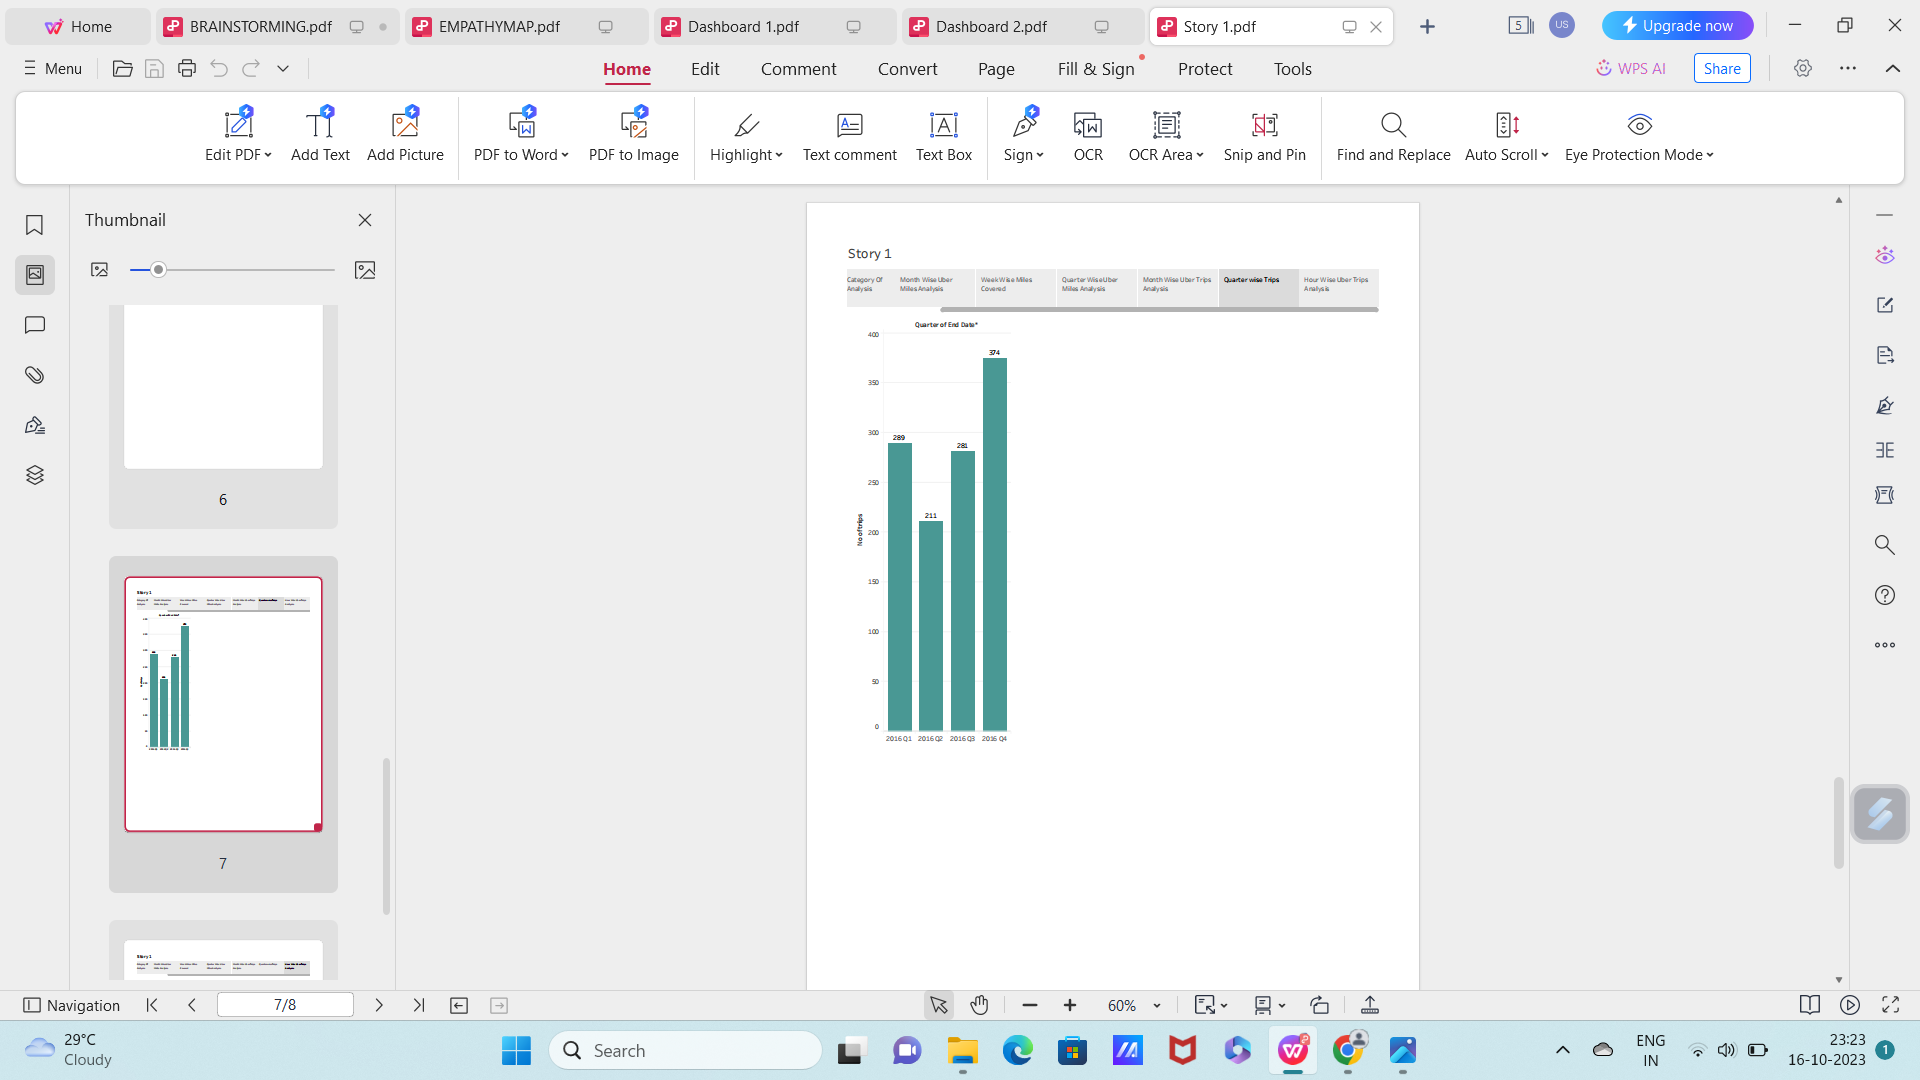 Home
BRAINSTORMING.pdf
EMPATHYMAP.pdf
Dashboard 1.pdf
Dashboard 2.pdf
Story 1.pdf
5
US
Upgrade now
Menu
Home
Edit
Comment
Convert
Page
Fill & Sign
Protect
Tools
WPS AI
Share
Edit PDF
Add Text
Add Picture
PDF to Word
PDF to Image
Highlight
Text comment
Text Box
Sign
OCR
OCR Area
Snip and Pin
Find and Replace
Auto Scroll
Eye Protection Mode
Thumbnail
6
Story 1
7
Story 1
Story 1
Category Of
Analysis
Month Wise Uber
Miles Analysis
Week Wise Miles
Covered
Quarter Wise Uber
Miles Analysis
Month Wise Uber Trips
Analysis
Quarter wise Trips
Hour Wise Uber Trips
Analysis
Quarter of End Date*
No of trips
400
350
300
250
200
150
100
50
0
289
211
281
374
2016 Q1
2016 Q2
2016 Q3
2016 Q4
Navigation
7/8
60%
29°C
Cloudy
Search
ENG
IN
23:23
16-10-2023
1